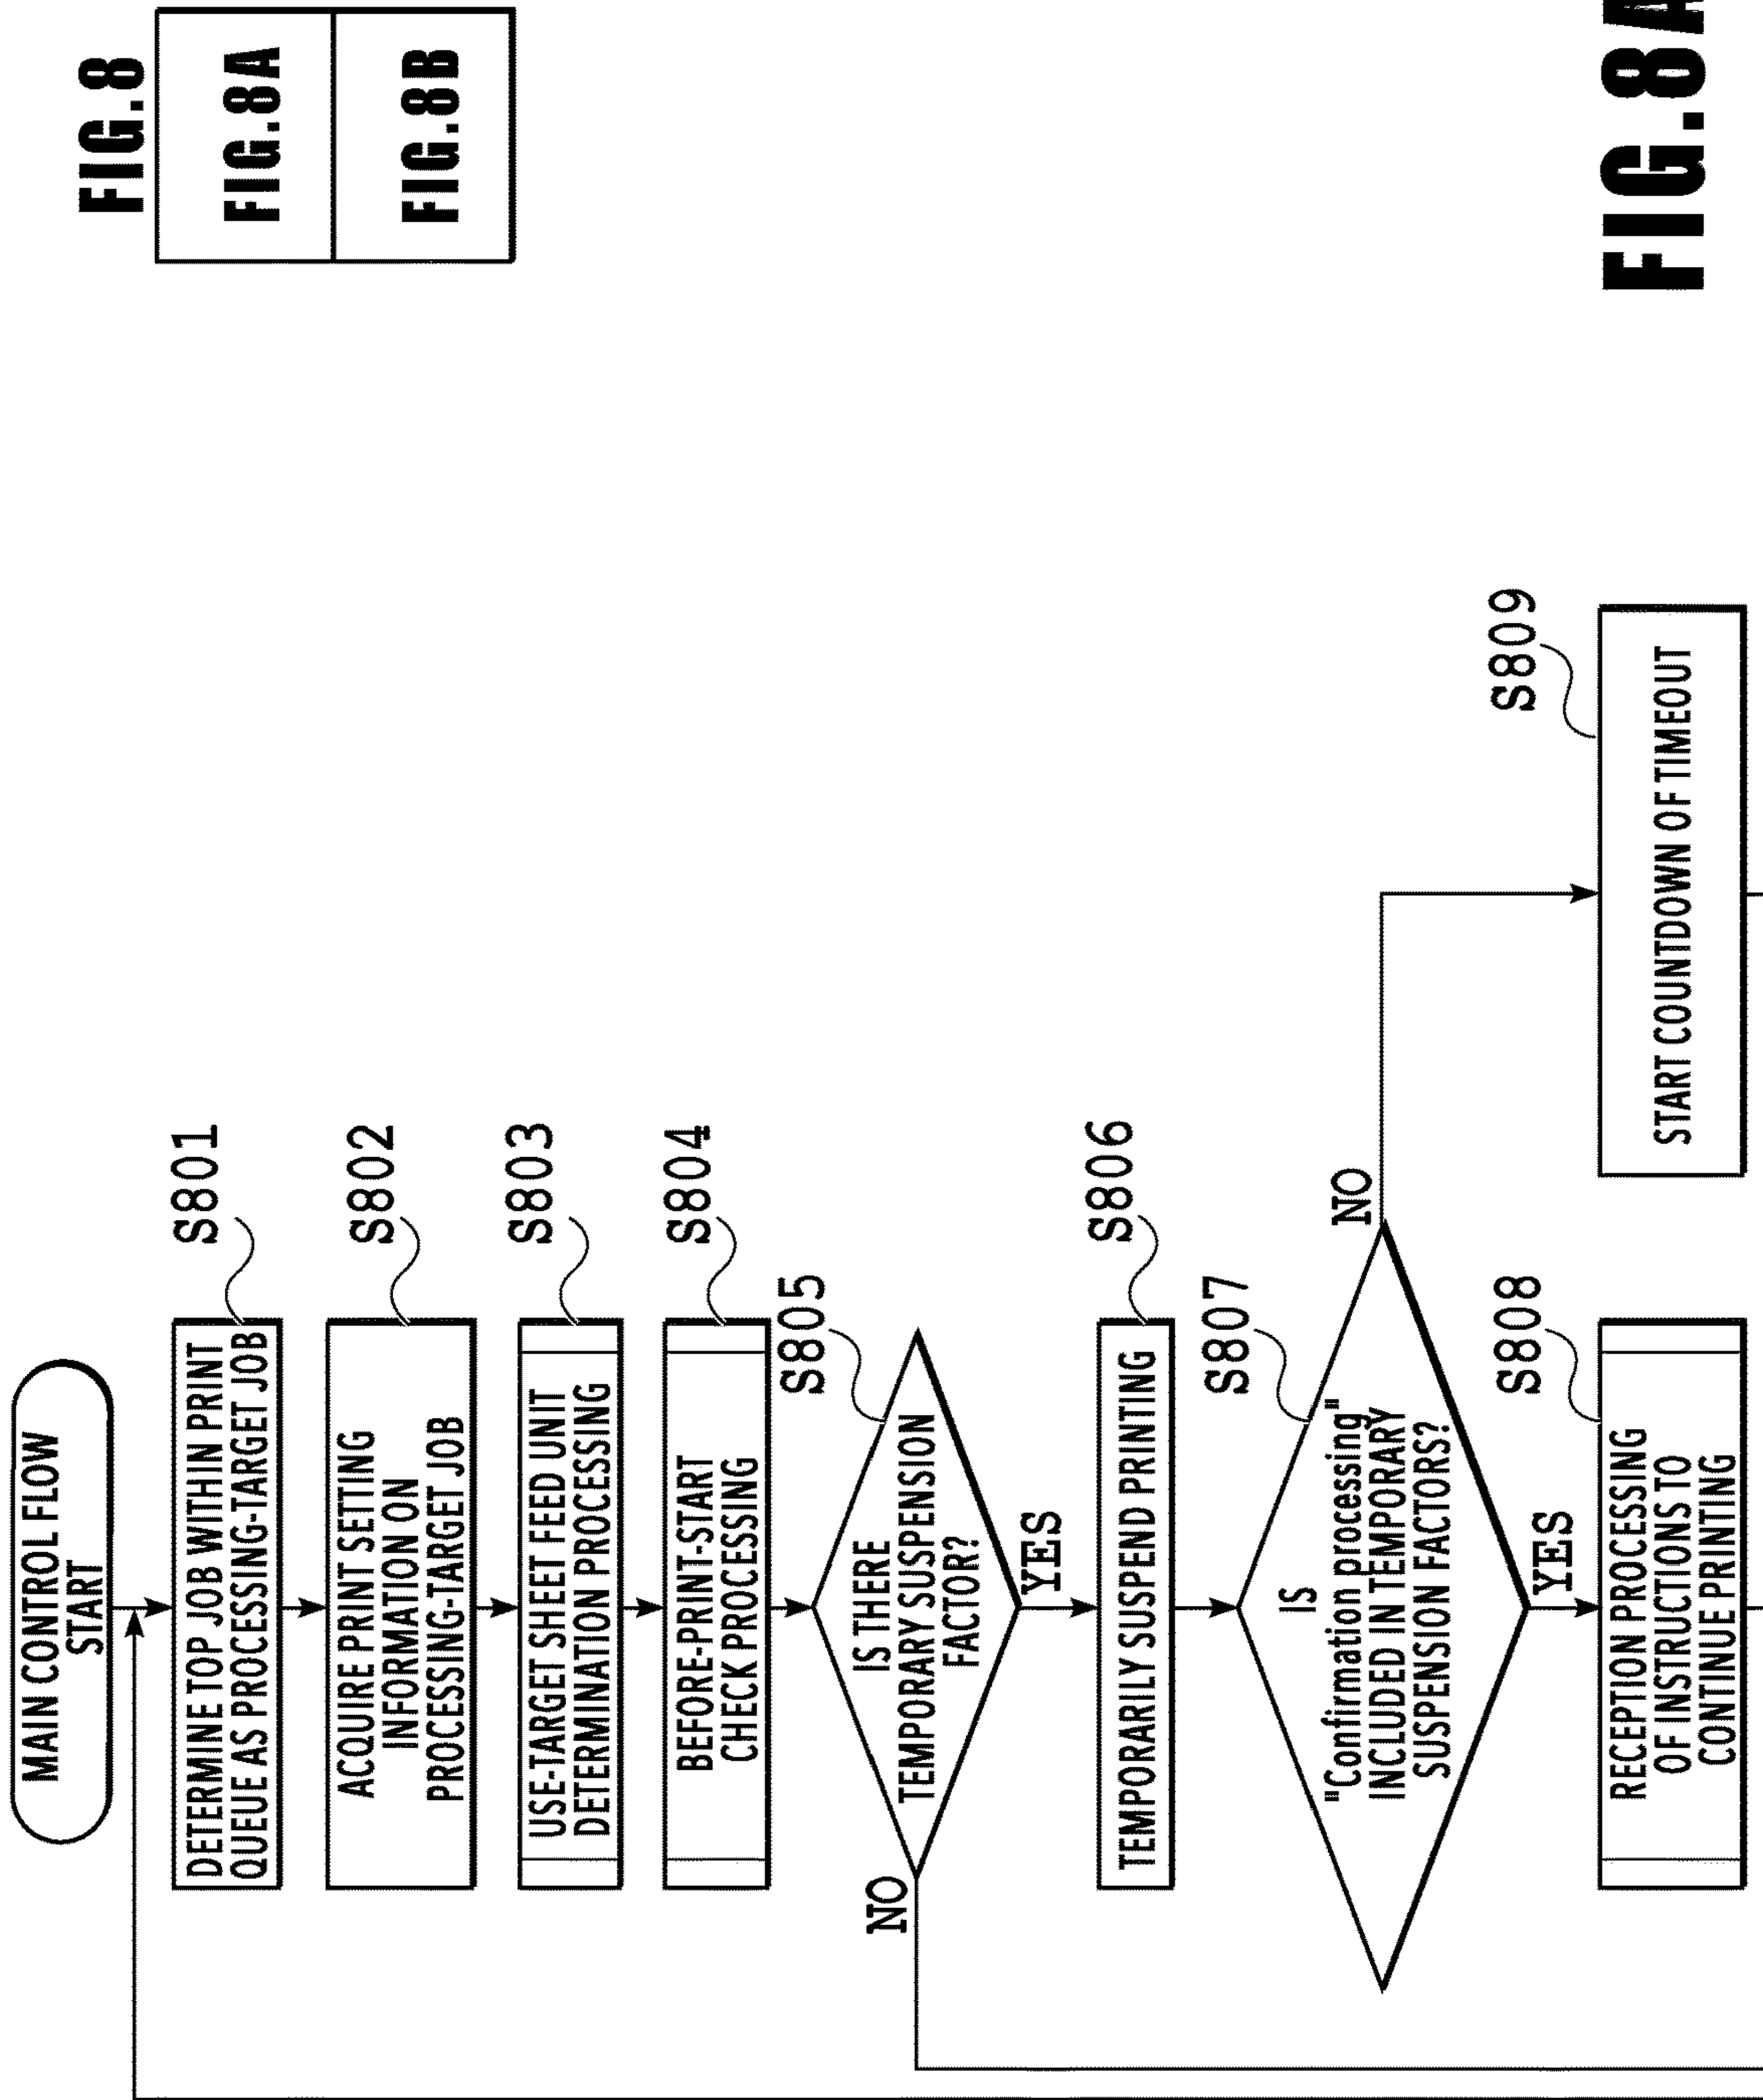 FIG.8
FIG.8A
FIG.8B
MAIN CONTROL FLOW
START
S801
DETERMINE TOP JOB WITHIN PRINT
QUEUE AS PROCESSING-TARGET JOB
S802
ACQUIRE PRINT SETTING
INFORMATION ON
PROCESSING-TARGET JOB
S803
USE-TARGET SHEET FEED UNIT
DETERMINATION PROCESSING
S804
BEFORE-PRINT-START
CHECK PROCESSING
S805
IS THERE
TEMPORARY SUSPENSION
FACTOR?
NO
YES
S806
TEMPORARILY SUSPEND PRINTING
S807
IS
"Confirmation processing"
INCLUDED IN TEMPORARY
SUSPENSION FACTORS?
NO
YES
S808
RECEPTION PROCESSING
OF INSTRUCTIONS TO
CONTINUE PRINTING
S809
START COUNTDOWN OF TIMEOUT
FIG.8A